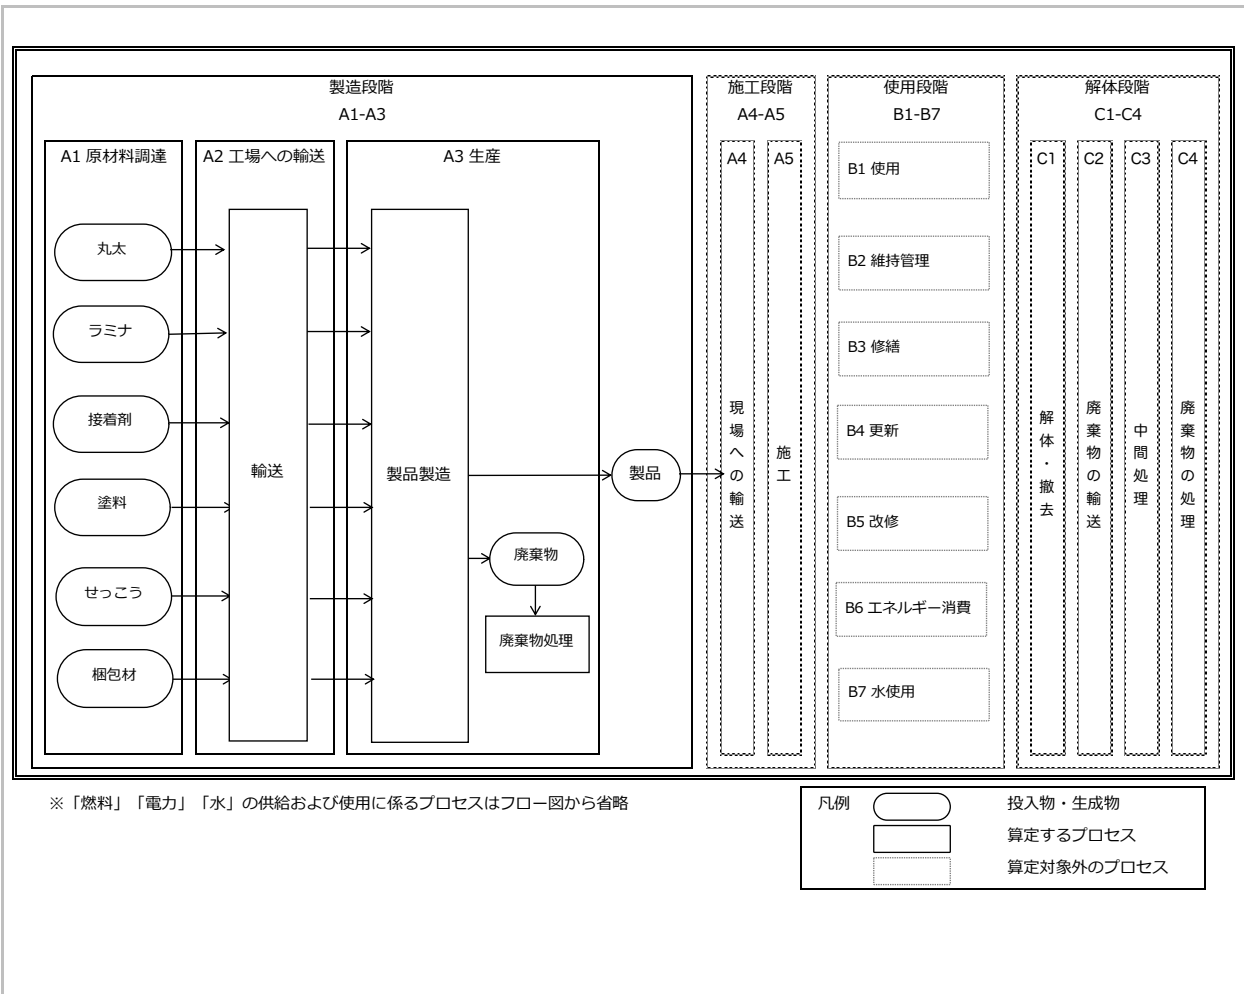 製造段階
A1-A3
施工段階
A4-A5
使用段階
B1-B7
解体段階
C1-C4
A1 原材料調達
A2 工場への輸送
A3 生産
丸太
ラミナ
接着剤
塗料
せっこう
梱包材
輸送
製品製造
廃棄物
廃棄物処理
製品
A4
現場への輸送
A5
施工
B1 使用
B2 維持管理
B3 修繕
B4 更新
B5 改修
B6 エネルギー消費
B7 水使用
C1
解体・撤去
C2
廃棄物の輸送
C3
中間処理
C4
廃棄物の処理
※「燃料」「電力」「水」の供給および使用に係るプロセスはフロー図から省略
凡例
投入物・生成物
算定するプロセス
算定対象外のプロセス